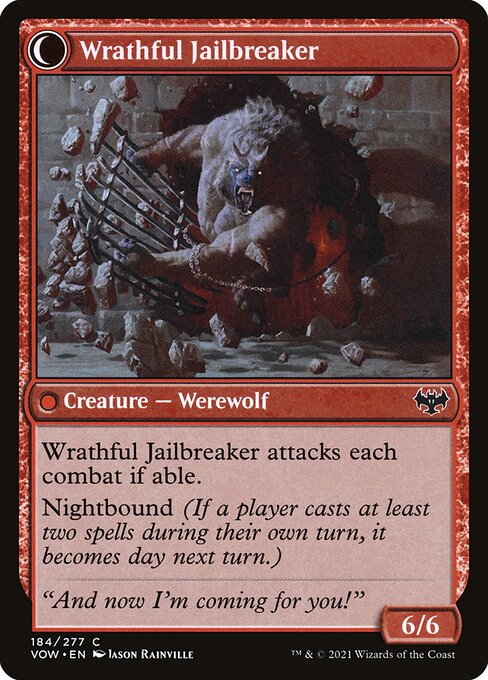 Wrathful Jailbreaker
Creature — Werewolf
Wrathful Jailbreaker attacks each
combat if able.
Nightbound (If a player casts at least
two spells during their own turn, it
becomes day next turn.)
“And now I’m coming for you!”
6/6
184/277 C
VOW • EN Jason Rainville
™ & © 2021 Wizards of the Coast